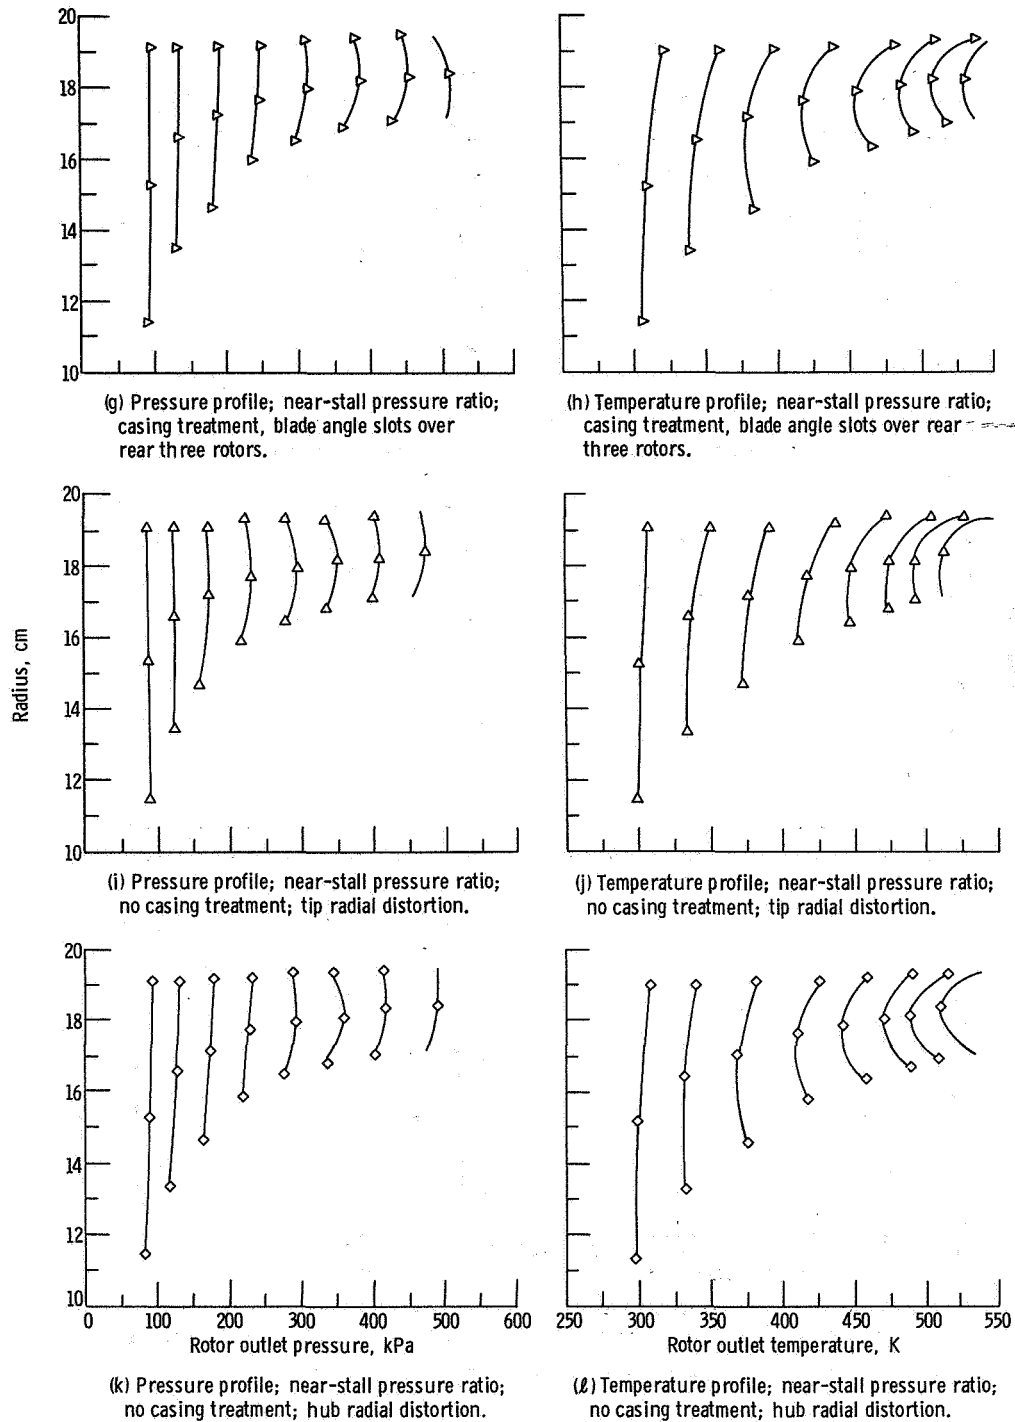 20
18
16
14
12
10
(g) Pressure profile; near-stall pressure ratio;
casing treatment, blade angle slots over
rear three rotors.
(h) Temperature profile; near-stall pressure ratio;
casing treatment, blade angle slots over rear
three rotors.
Radius, cm
20
18
16
14
12
10
(i) Pressure profile; near-stall pressure ratio;
no casing treatment; tip radial distortion.
(j) Temperature profile; near-stall pressure ratio;
no casing treatment; tip radial distortion.
20
18
16
14
12
10
0 100 200 300 400 500 600
Rotor outlet pressure, kPa
250 300 350 400 450 500 550
Rotor outlet temperature, K
(k) Pressure profile; near-stall pressure ratio;
no casing treatment; hub radial distortion.
(ℓ) Temperature profile; near-stall pressure ratio;
no casing treatment; hub radial distortion.